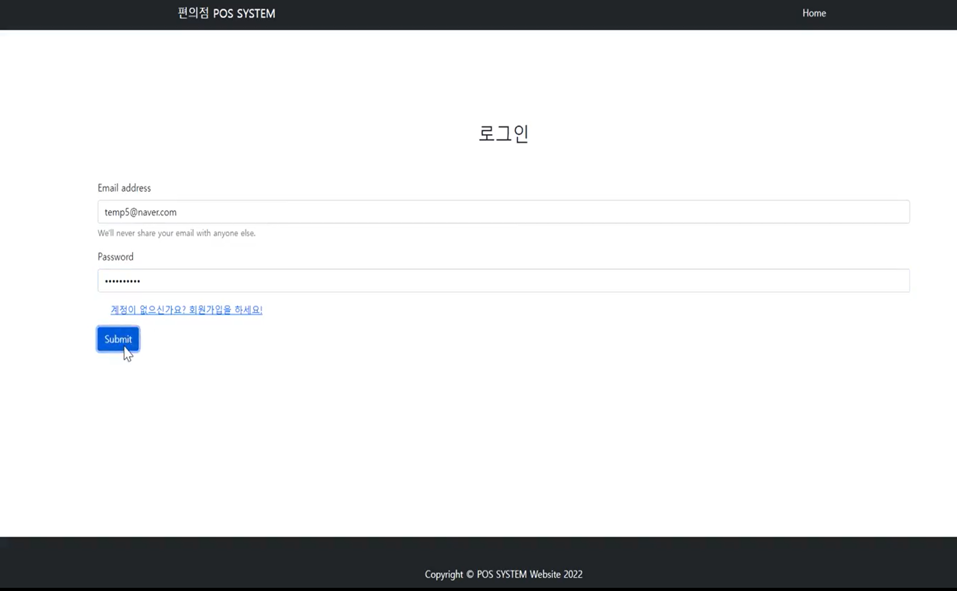 편의점 POS SYSTEM
Home
로그인
Email address
temp5@naver.com
We'll never share your email with anyone else.
Password
••••••••••
계정이 없으신가요? 회원가입을 하세요!
Submit
Copyright © POS SYSTEM Website 2022